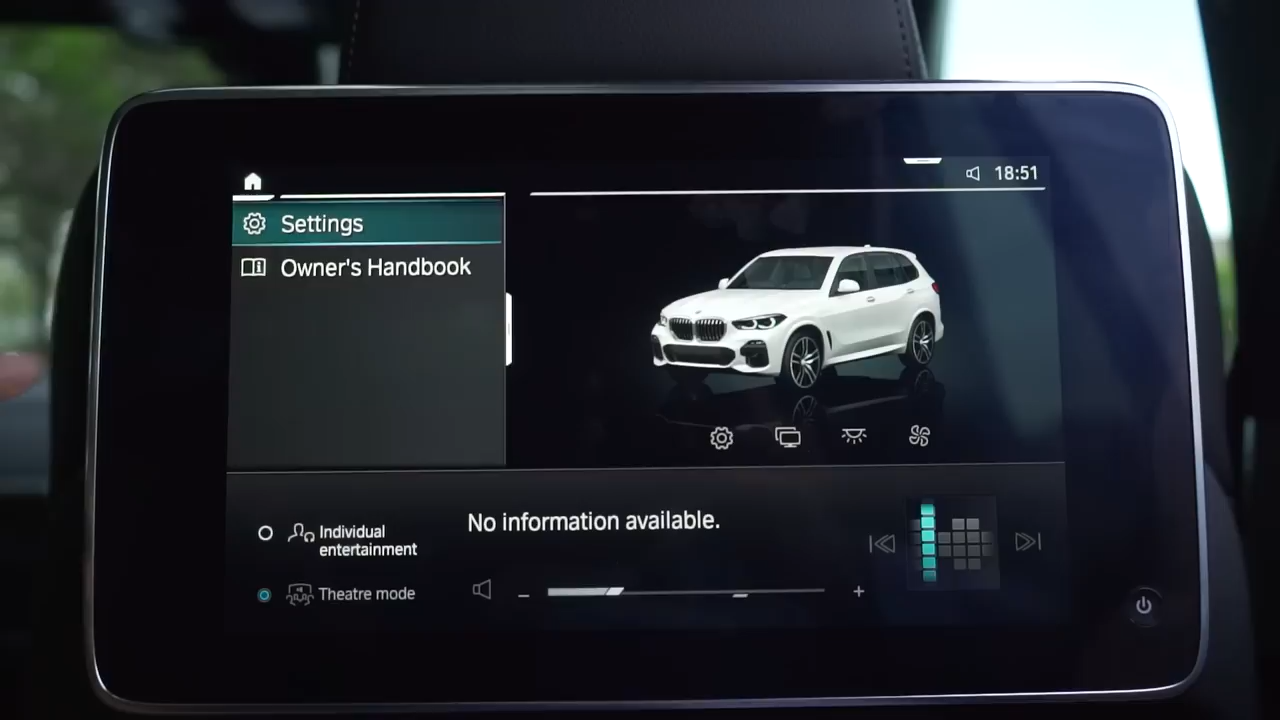 18:51
Settings
Owner's Handbook
No information available.
Individual
entertainment
Theatre mode